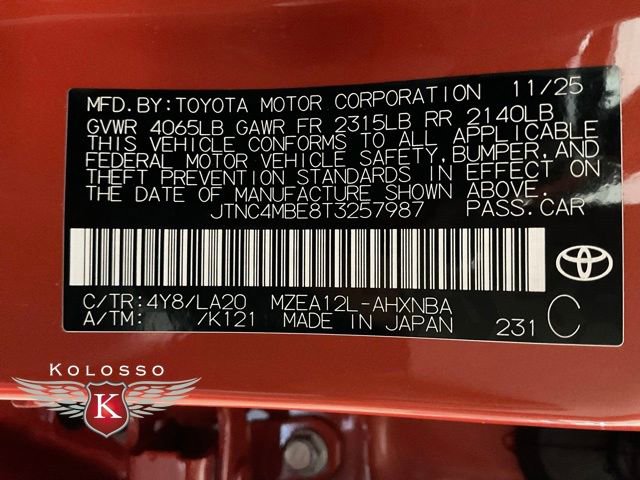 MFD.BY:TOYOTA MOTOR CORPORATION 11/25
GVWR 4065LB GAWR FR 2315LB RR 2140LB
THIS VEHICLE CONFORMS TO ALL APPLICABLE
FEDERAL MOTOR VEHICLE SAFETY,BUMPER,AND
THEFT PREVENTION STANDARDS IN EFFECT ON
THE DATE OF MANUFACTURE SHOWN ABOVE.
JTNC4MBE8T3257987 PASS.CAR
C/TR:4Y8/LA20 MZEA12L-AHXNBA
A/TM: /K121 MADE IN JAPAN 231 C
KOLOSSO
K